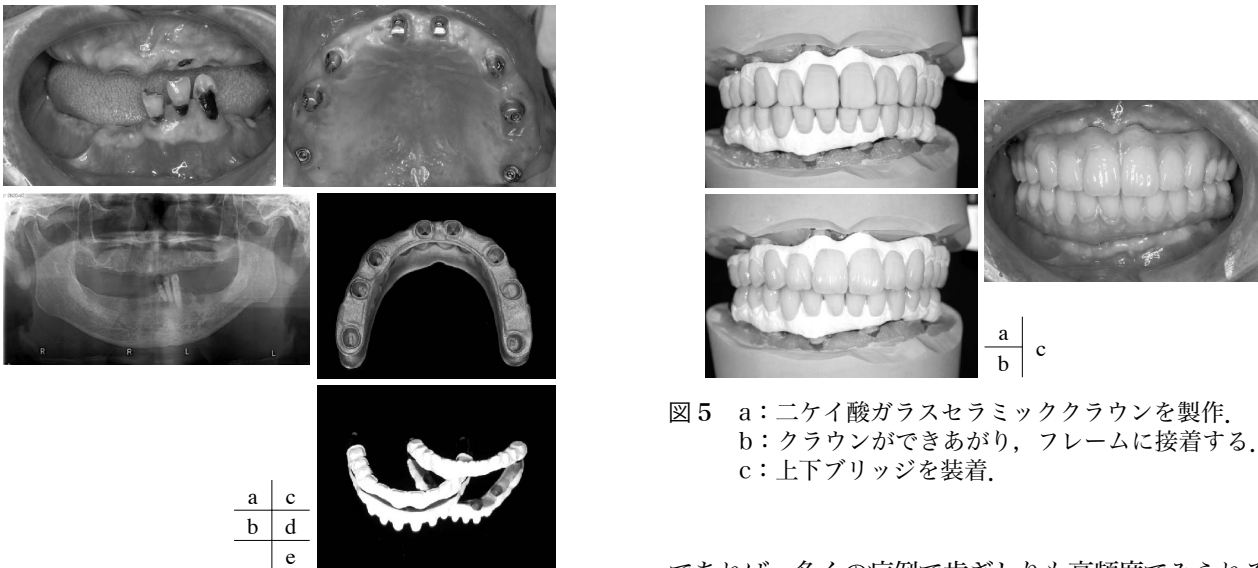 R
R
L
L
a c
b d
e
a
b c
図5 a：二ケイ酸ガラスセラミッククラウンを製作．
b：クラウンができあがり，フレームに接着する．
c：上下ブリッジを装着．